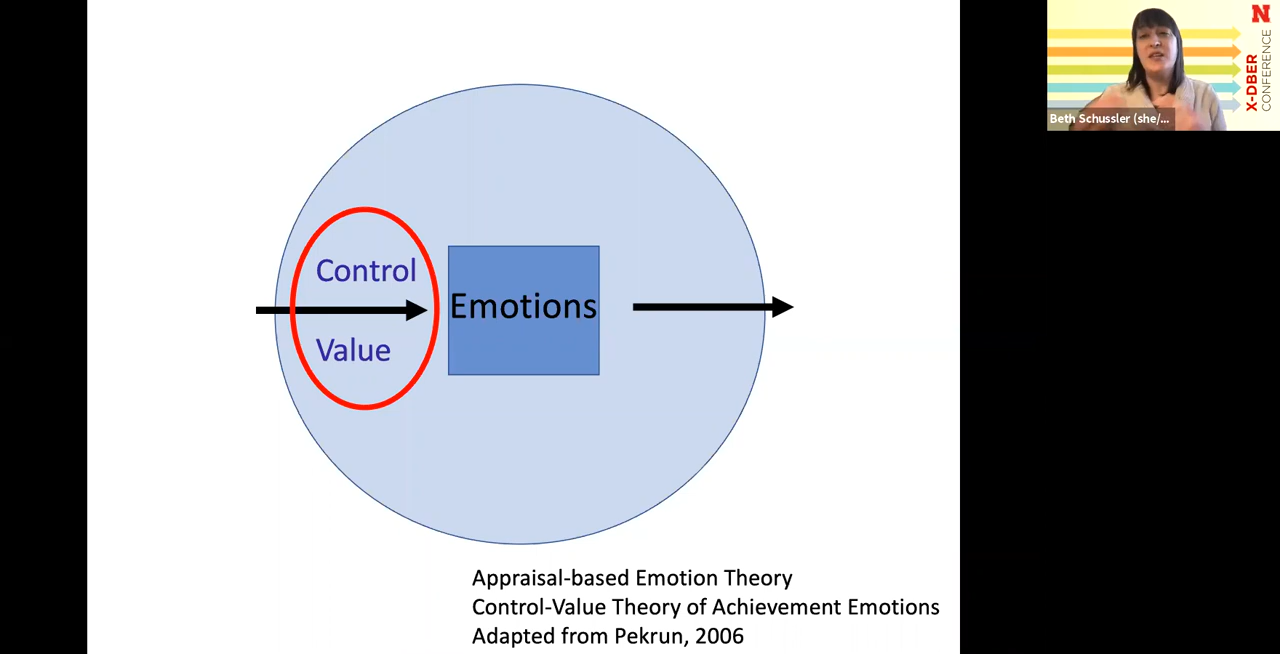 Control
Value
Emotions
Appraisal-based Emotion Theory
Control-Value Theory of Achievement Emotions
Adapted from Pekrun, 2006
N
X-DBER
CONFERENCE
Beth Schussler (she/...